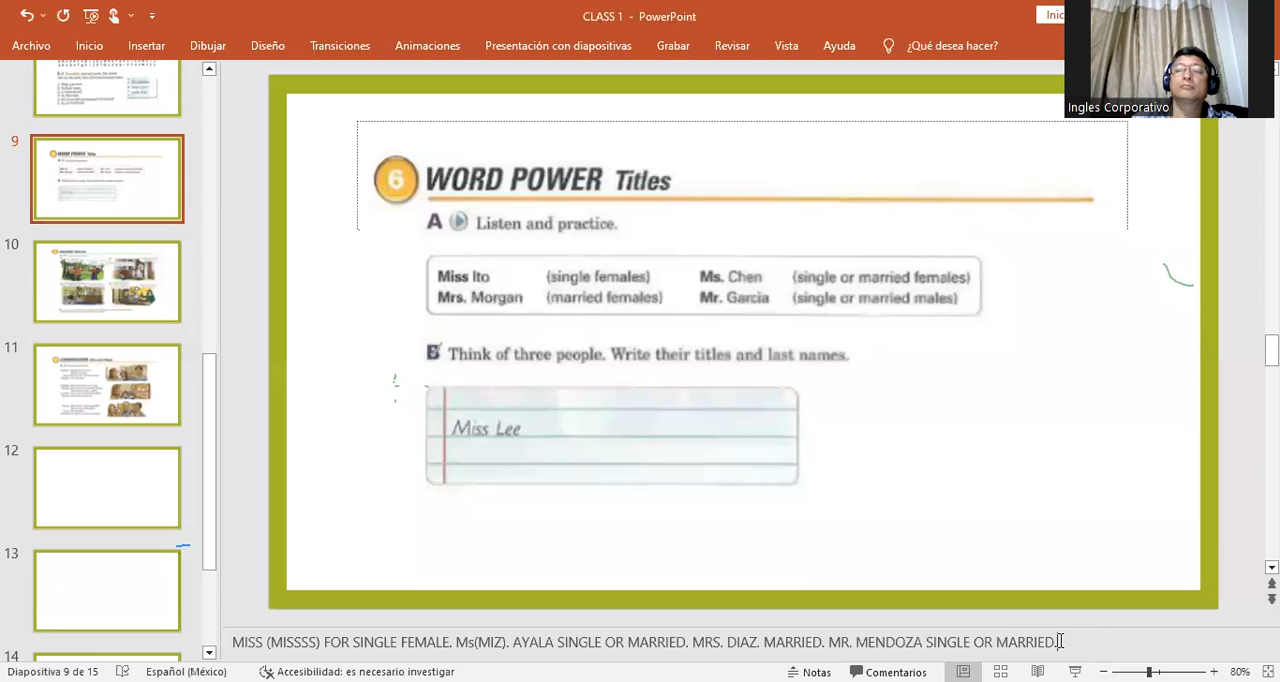 CLASS 1 - PowerPoint
Inic
Archivo Inicio Insertar Dibujar Diseño Transiciones Animaciones Presentación con diapositivas Grabar Revisar Vista Ayuda ¿Qué desea hacer?
Ingles Corporativo
9
10
11
12
13
14
6 WORD POWER Titles
A Listen and practice.
Miss Ito (single females) Ms. Chen (single or married females)
Mrs. Morgan (married females) Mr. Garcia (single or married males)
B Think of three people. Write their titles and last names.
Miss Lee
MISS (MISSSS) FOR SINGLE FEMALE. Ms(MIZ). AYALA SINGLE OR MARRIED. MRS. DIAZ. MARRIED. MR. MENDOZA SINGLE OR MARRIED.
Diapositiva 9 de 15 Español (México) Accesibilidad: es necesario investigar Notas Comentarios 80%